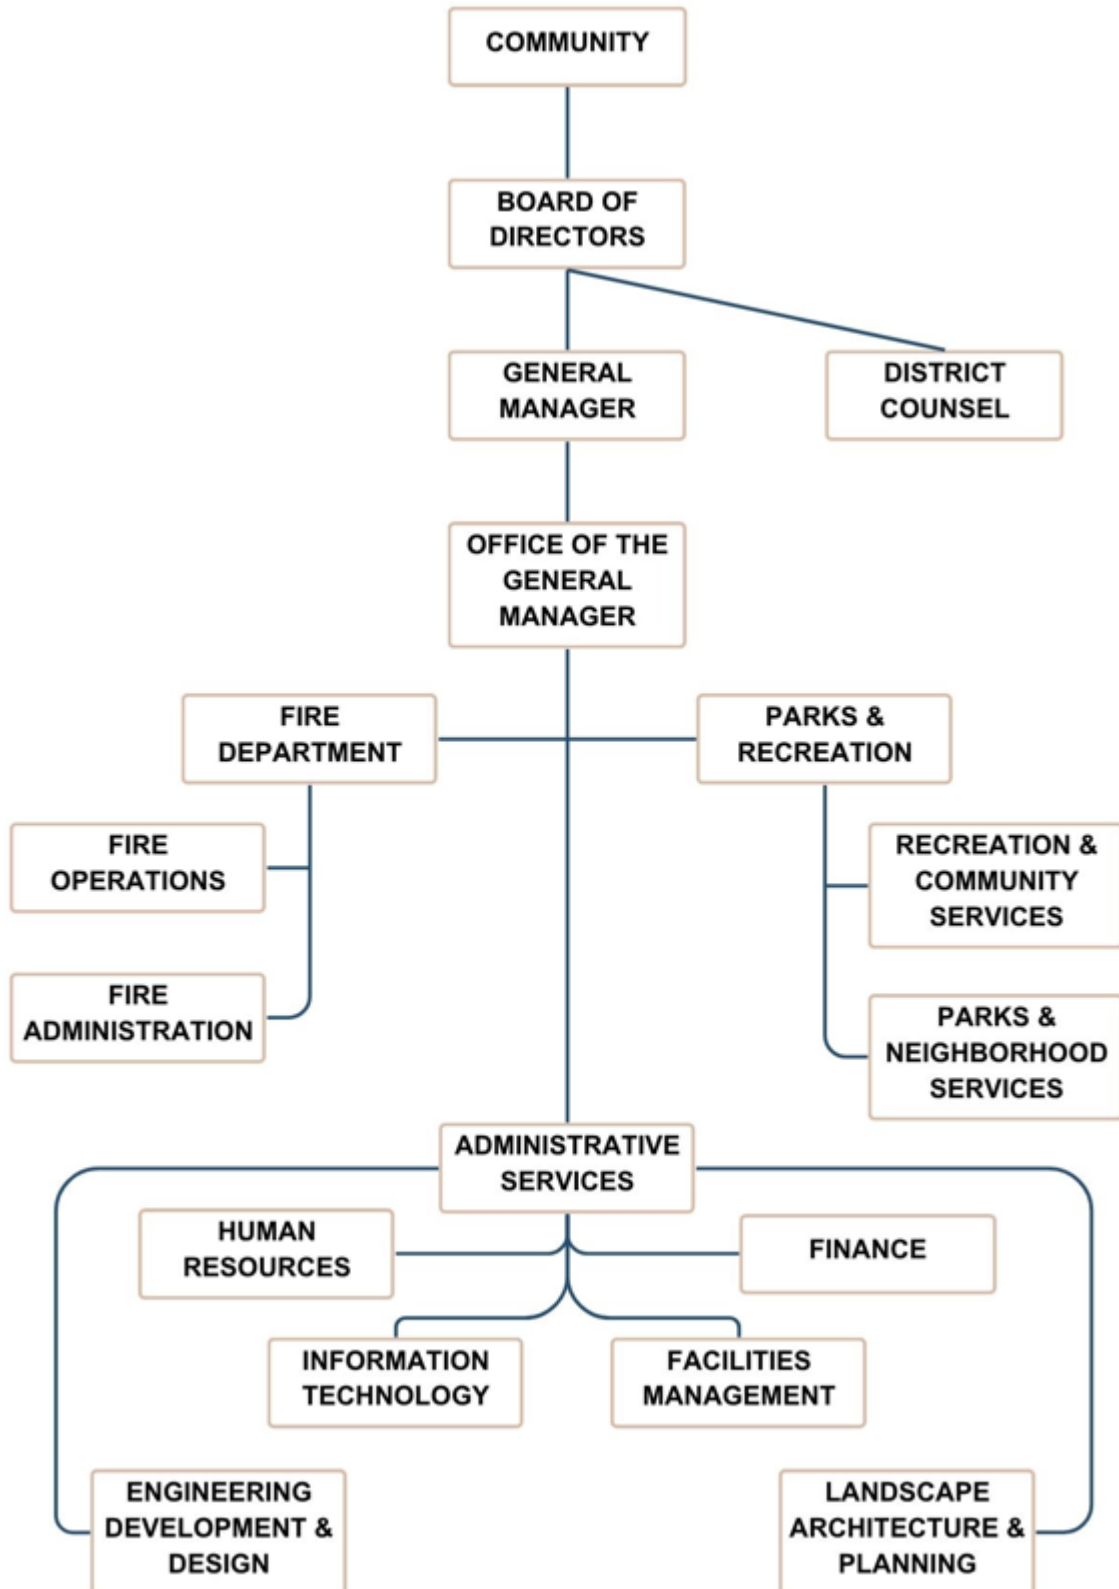 COMMUNITY
BOARD OF
DIRECTORS
GENERAL
MANAGER
DISTRICT
COUNSEL
OFFICE OF THE
GENERAL
MANAGER
FIRE
DEPARTMENT
PARKS &
RECREATION
FIRE
OPERATIONS
RECREATION &
COMMUNITY
SERVICES
FIRE
ADMINISTRATION
PARKS &
NEIGHBORHOOD
SERVICES
ADMINISTRATIVE
SERVICES
HUMAN
RESOURCES
FINANCE
INFORMATION
TECHNOLOGY
FACILITIES
MANAGEMENT
ENGINEERING
DEVELOPMENT &
DESIGN
LANDSCAPE
ARCHITECTURE &
PLANNING